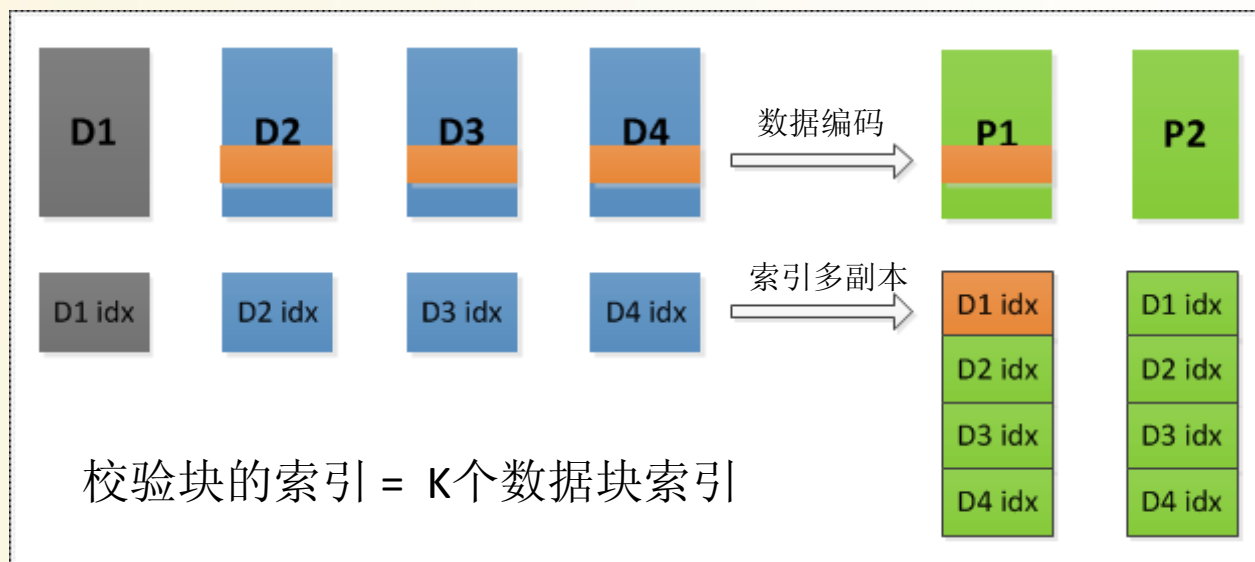 D1
D2
D3
D4
数据编码
P1
P2
D1 idx
D2 idx
D3 idx
D4 idx
索引多副本
D1 idx
D2 idx
D3 idx
D4 idx
D1 idx
D2 idx
D3 idx
D4 idx
校验块的索引 = K个数据块索引